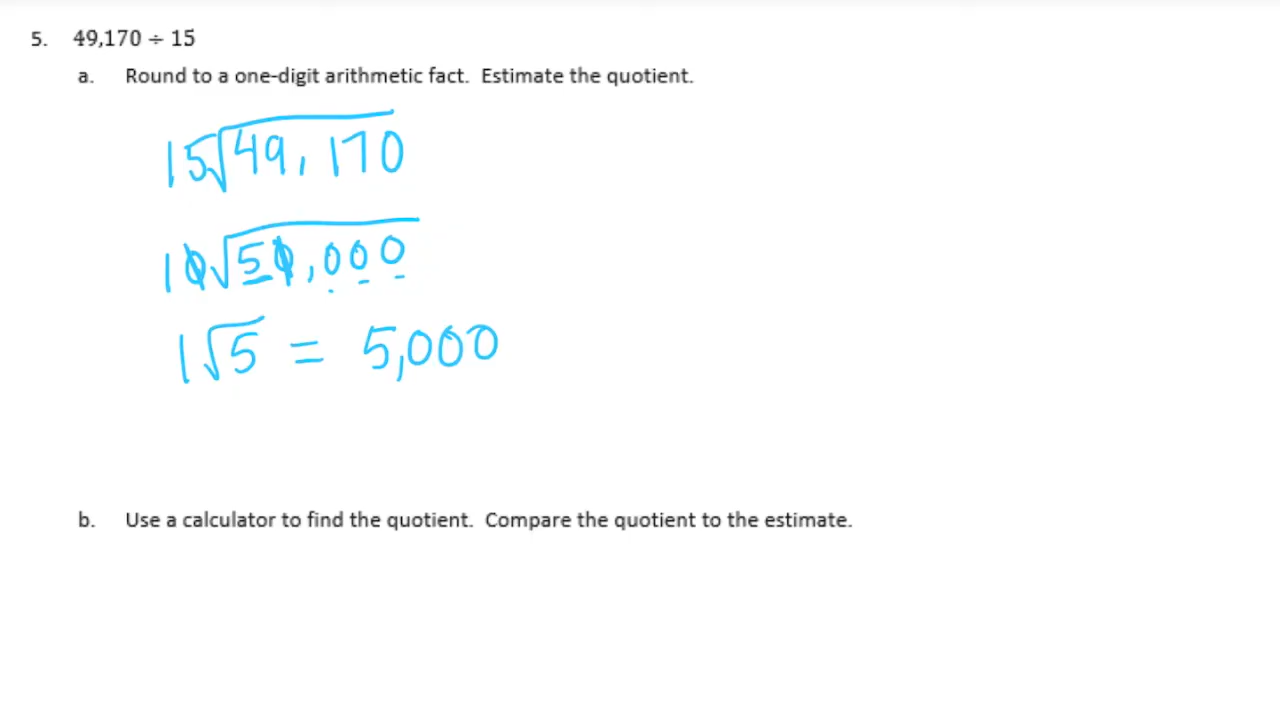 5. 49,170 ÷ 15
a. Round to a one-digit arithmetic fact. Estimate the quotient.
15√49,170
10√50,000
1√5 = 5,000
b. Use a calculator to find the quotient. Compare the quotient to the estimate.